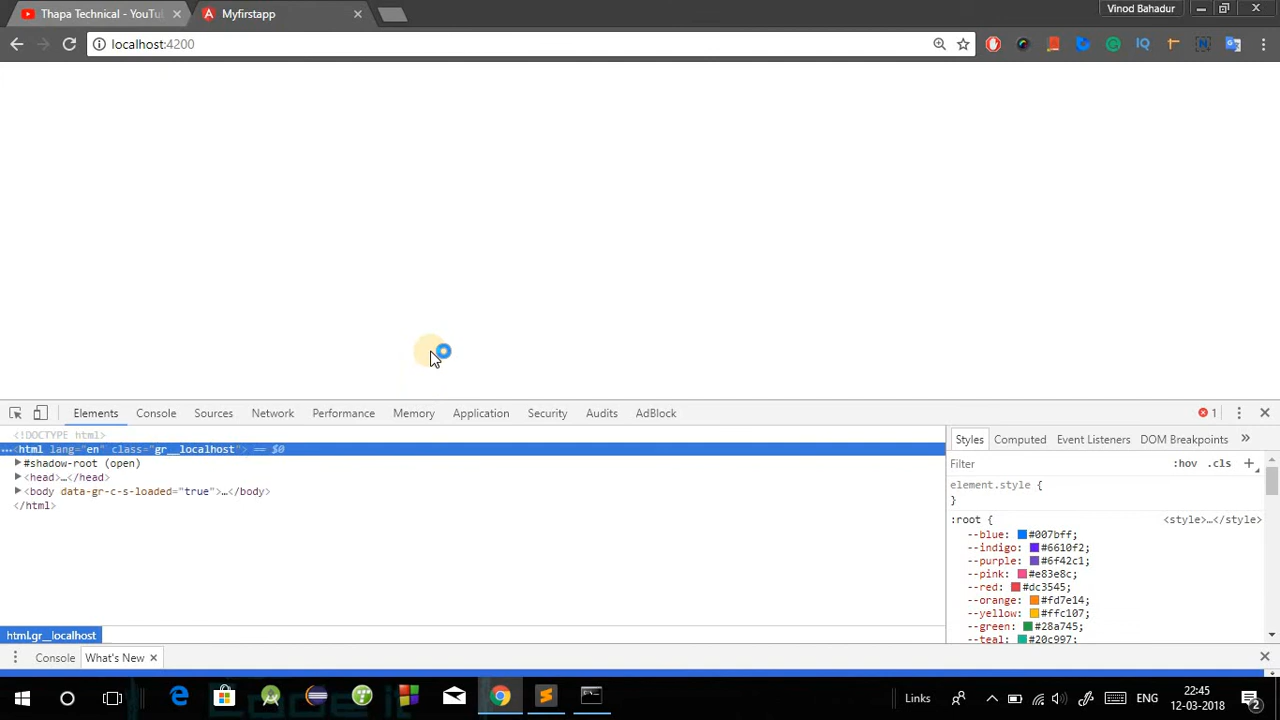 Thapa Technical - YouTu
Myfirstapp
Vinod Bahadur
localhost:4200
Elements Console Sources Network Performance Memory Application Security Audits AdBlock
1
<!DOCTYPE html>
…<html lang="en" class="gr__localhost"> == $0
#shadow-root (open)
<head>…</head>
<body data-gr-c-s-loaded="true">…</body>
</html>
html.gr__localhost
Styles Computed Event Listeners DOM Breakpoints »
Filter :hov .cls +
element.style {
}
:root { <style>…</style>
--blue: #007bff;
--indigo: #6610f2;
--purple: #6f42c1;
--pink: #e83e8c;
--red: #dc3545;
--orange: #fd7e14;
--yellow: #ffc107;
--green: #28a745;
--teal: #20c997;
Console What's New
Links
ENG
22:45
12-03-2018
2